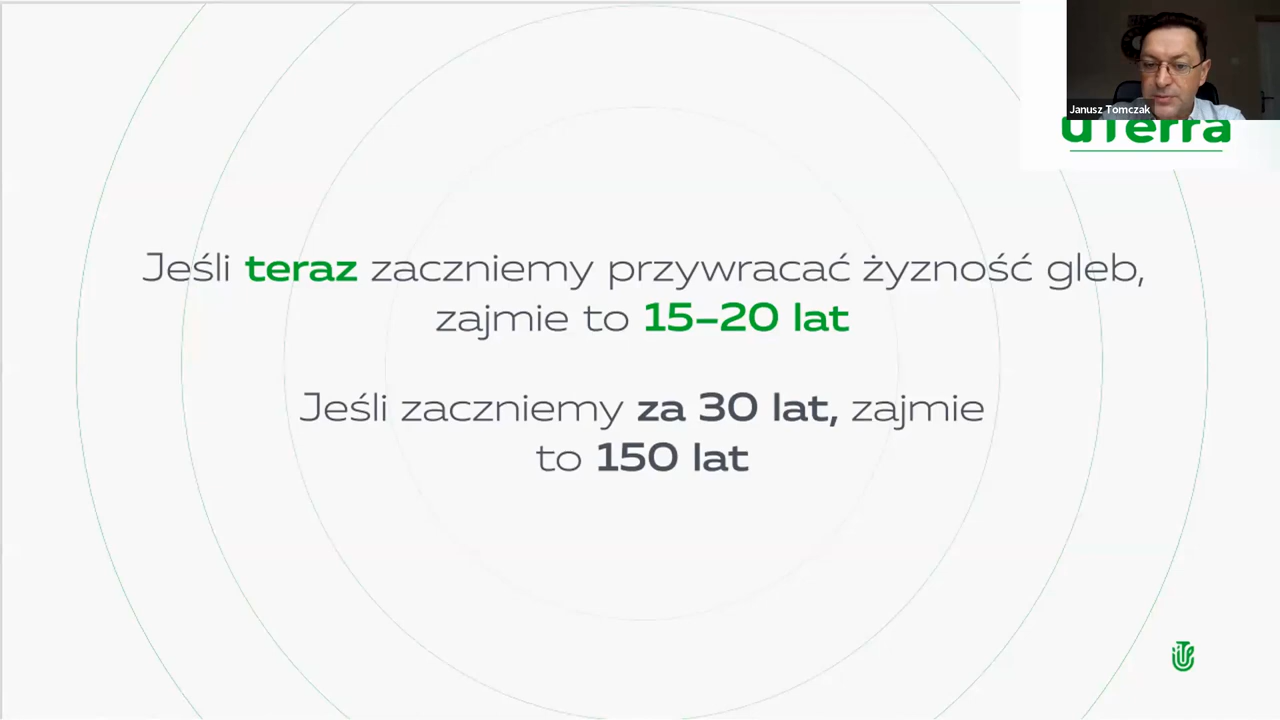 Janusz Tomczak
uTerra
Jeśli teraz zaczniemy przywracać żyzność gleb,
zajmie to 15–20 lat
Jeśli zaczniemy za 30 lat, zajmie
to 150 lat